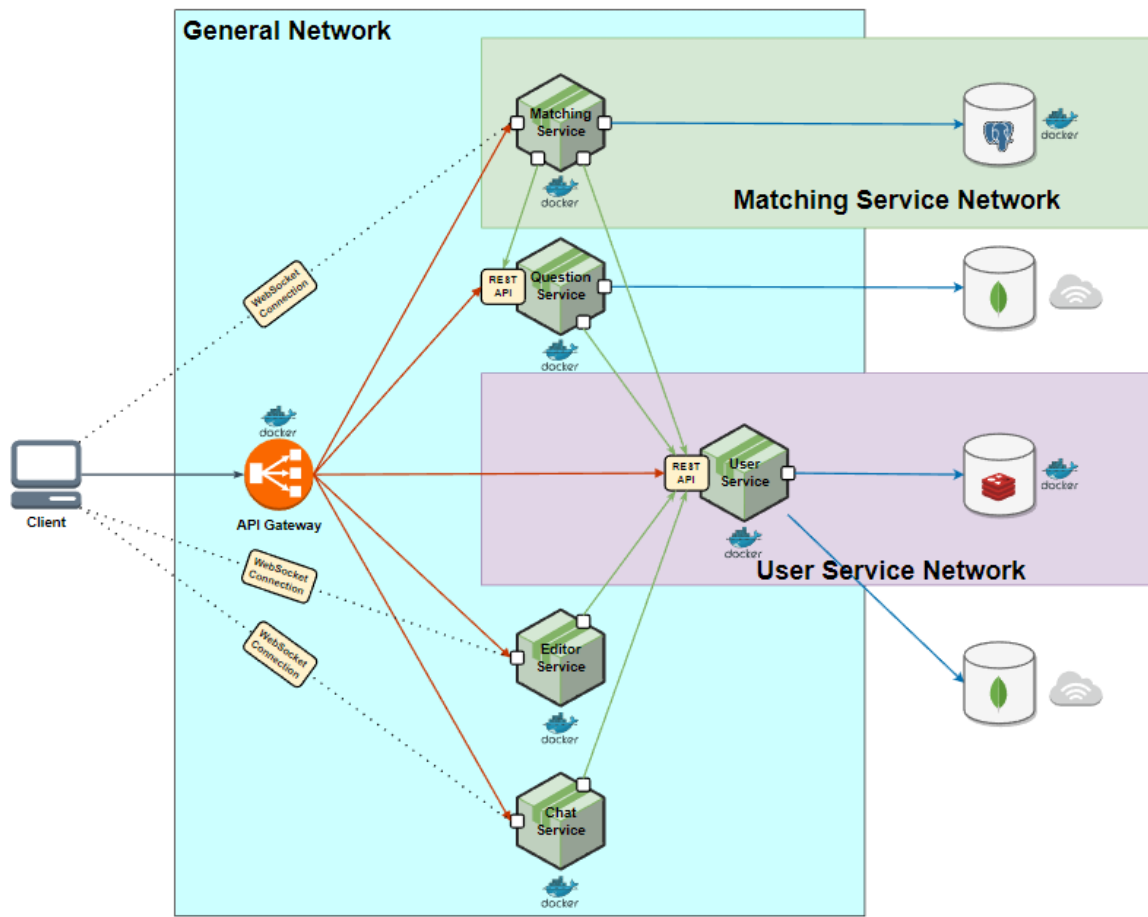 General Network
Matching
Service
docker
docker
Matching Service Network
WebSocket
Connection
REST
API
Question
Service
docker
docker
API Gateway
Client
REST
API
User
Service
docker
docker
User Service Network
WebSocket
Connection
WebSocket
Connection
Editor
Service
docker
Chat
Service
docker